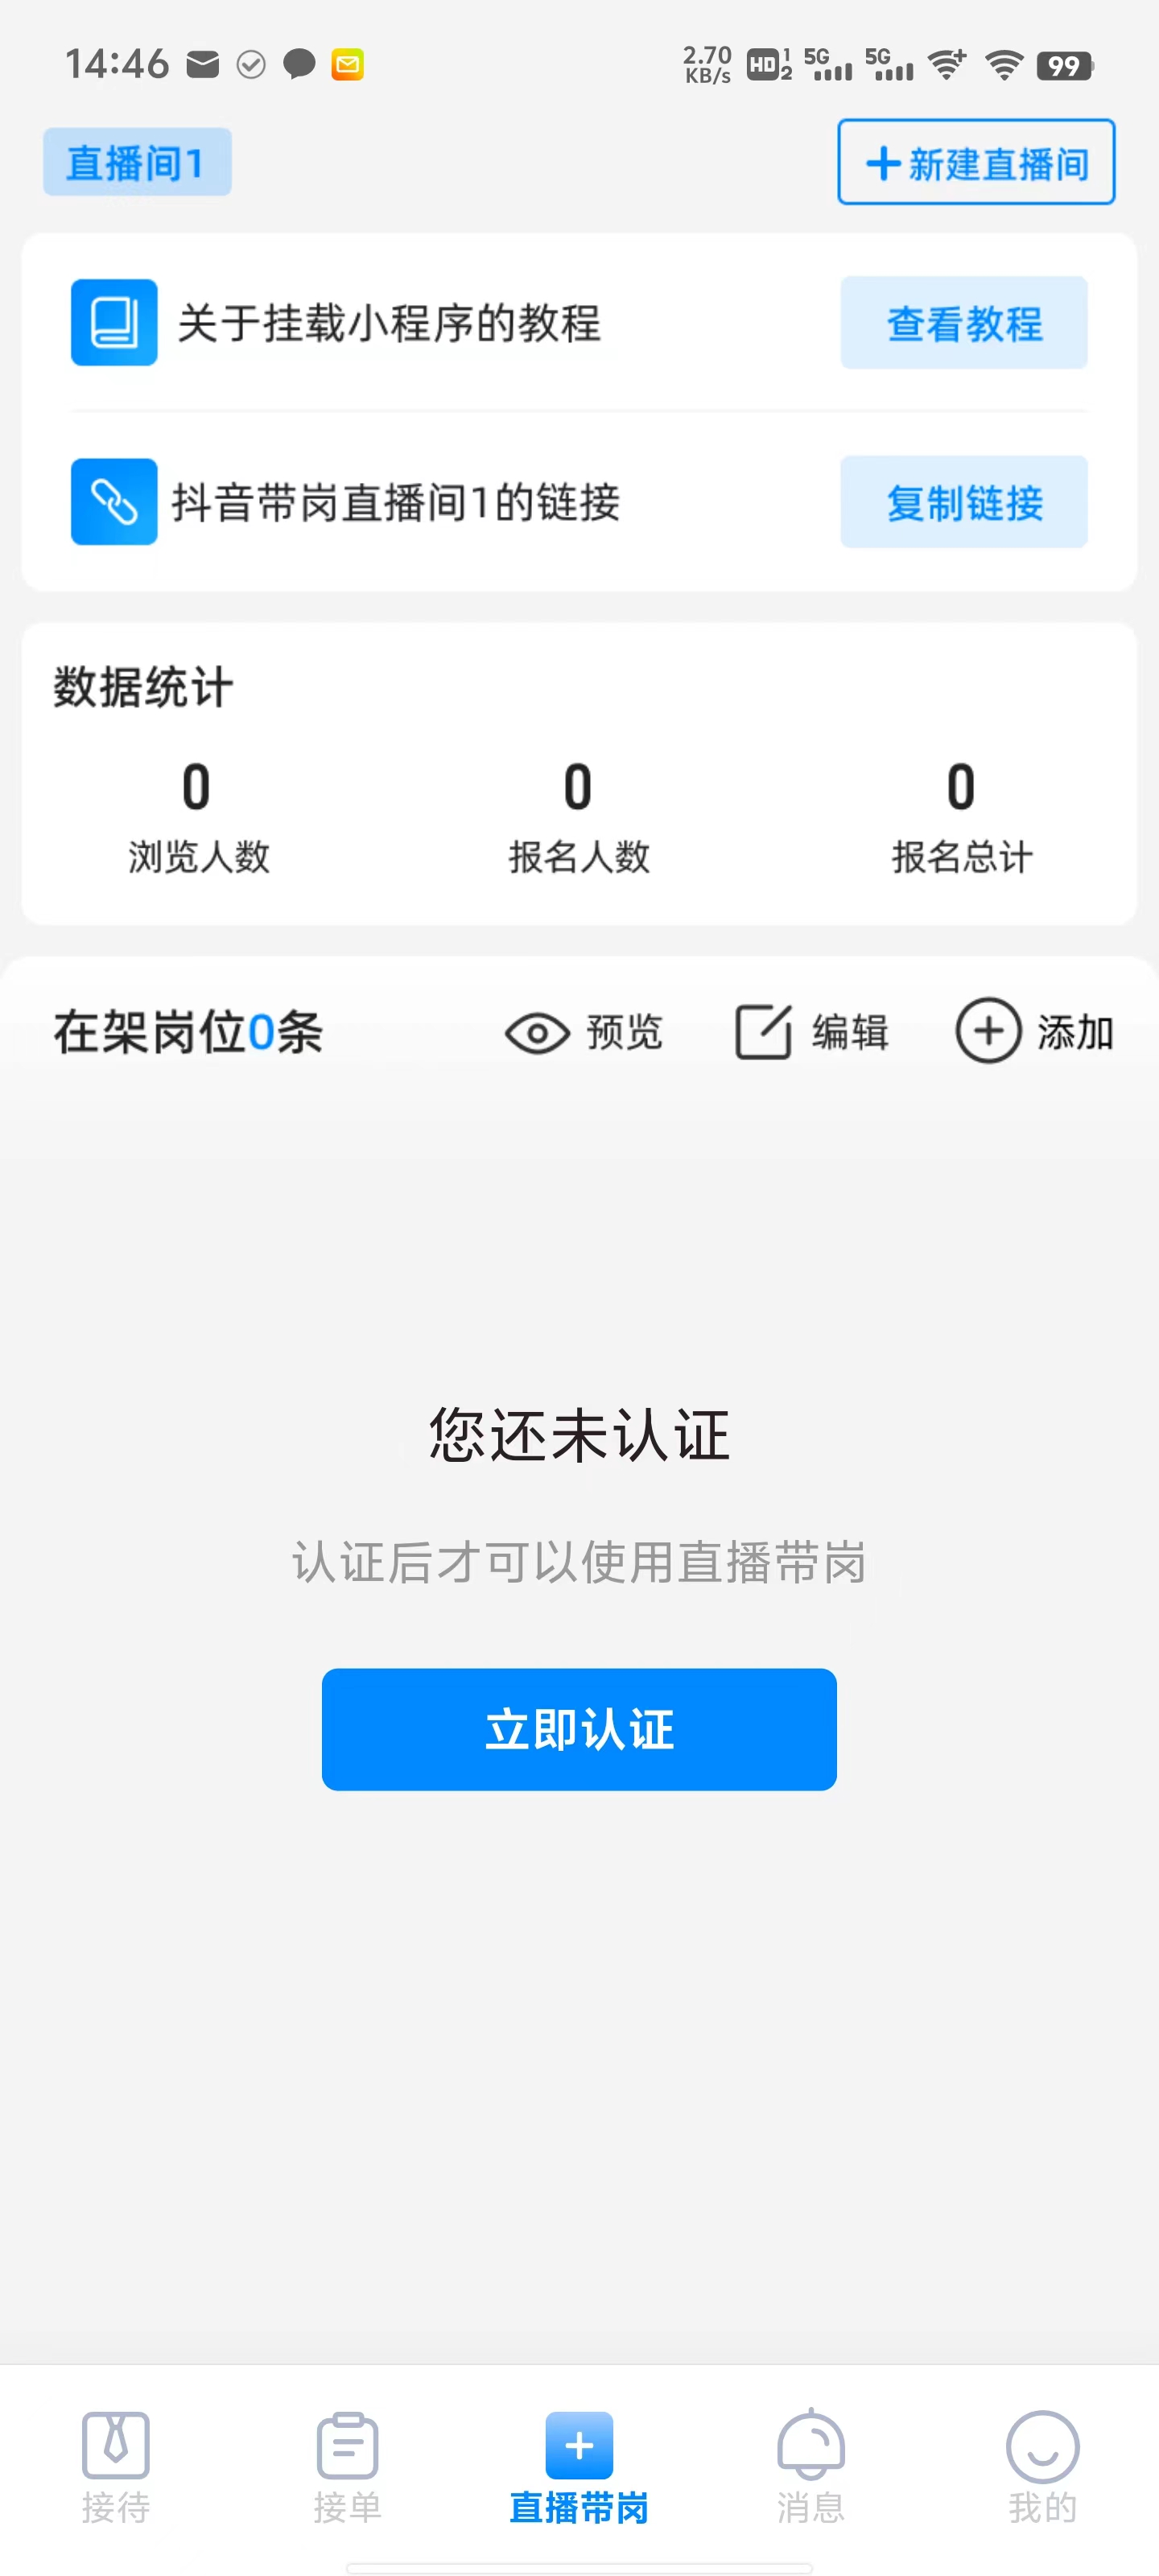 14:46
2.70 KB/s HD 1 2 5G 5G 99
直播间1
新建直播间
关于挂载小程序的教程
查看教程
抖音带岗直播间1的链接
复制链接
数据统计
0 0 0
浏览人数 报名人数 报名总计
在架岗位0条 预览 编辑 添加
您还未认证
认证后才可以使用直播带岗
立即认证
接待 接单 直播带岗 消息 我的